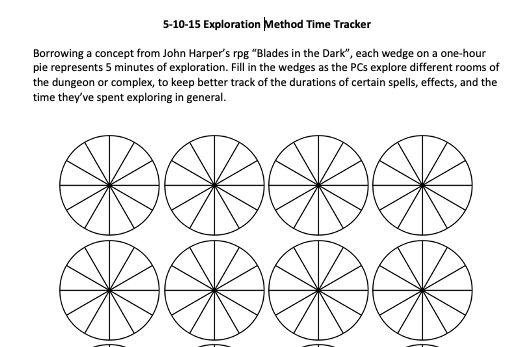 5-10-15 Exploration Method Time Tracker
Borrowing a concept from John Harper's rpg “Blades in the Dark”, each wedge on a one-hour
pie represents 5 minutes of exploration. Fill in the wedges as the PCs explore different rooms of
the dungeon or complex, to keep better track of the durations of certain spells, effects, and the
time they've spent exploring in general.